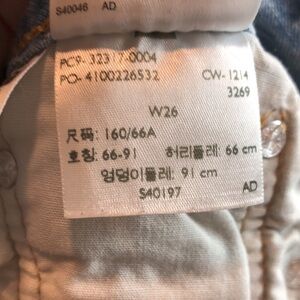 S40046 AD
PC9-32317-0004
PO-4100226532 CW-1214
3269
W26
尺码: 160/66A
호칭: 66-91 허리둘레: 66 cm
엉덩이둘레: 91 cm
S40197 AD